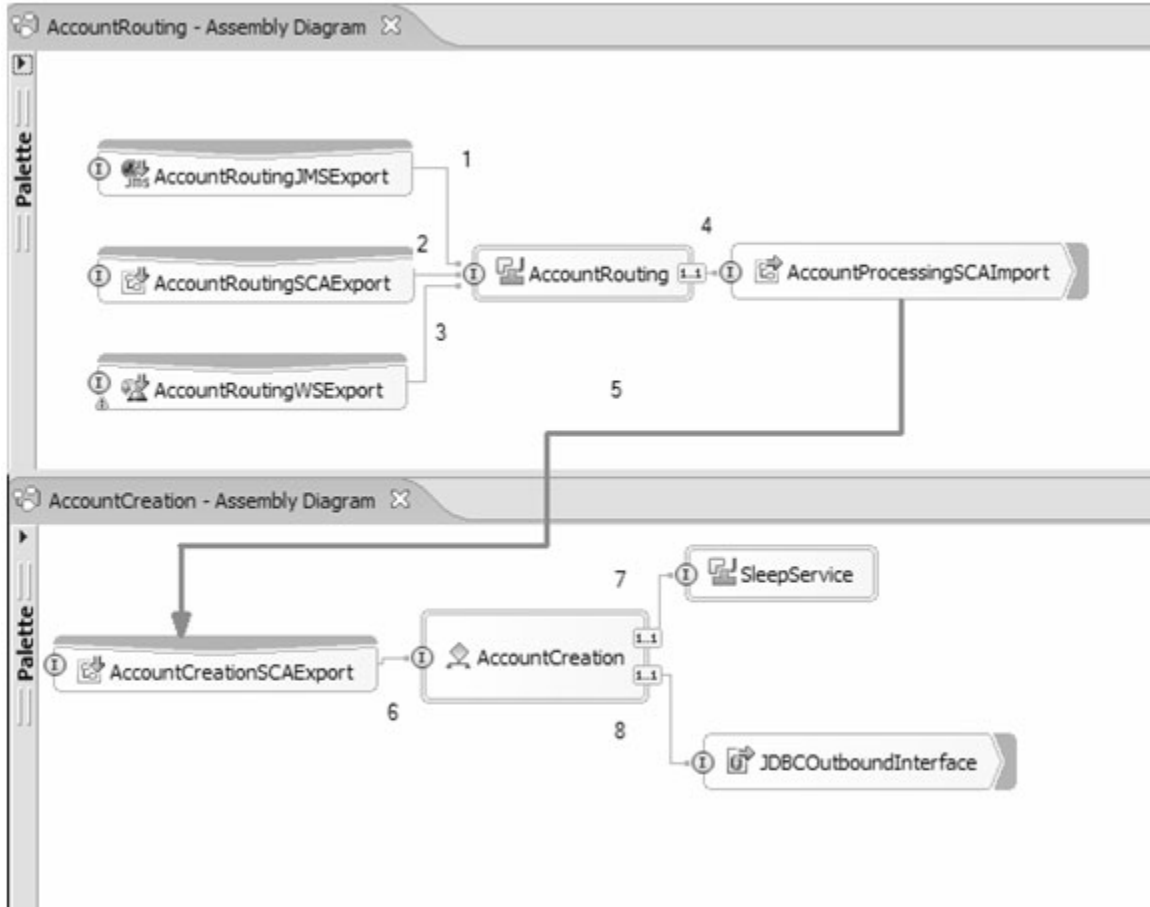 AccountRouting - Assembly Diagram
Palette
1
JMS AccountRoutingJMSExport
2
4
AccountRoutingSCAExport
AccountRouting
1..1
AccountProcessingSCAImport
3
AccountRoutingWSExport
5
AccountCreation - Assembly Diagram
Palette
7
SleepService
1..1
AccountCreation
AccountCreationSCAExport
1..1
6
8
JDBCOutboundInterface